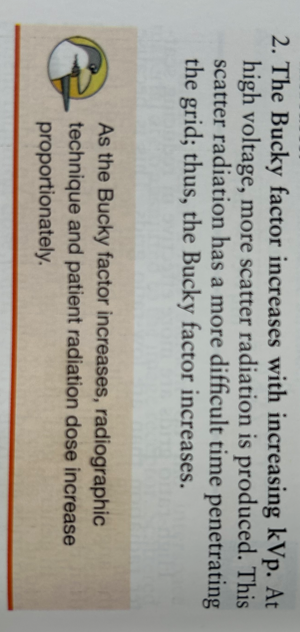 2. The Bucky factor increases with increasing kVp. At
high voltage, more scatter radiation is produced. This
scatter radiation has a more difficult time penetrating
the grid; thus, the Bucky factor increases.
As the Bucky factor increases, radiographic
technique and patient radiation dose increase
proportionately.